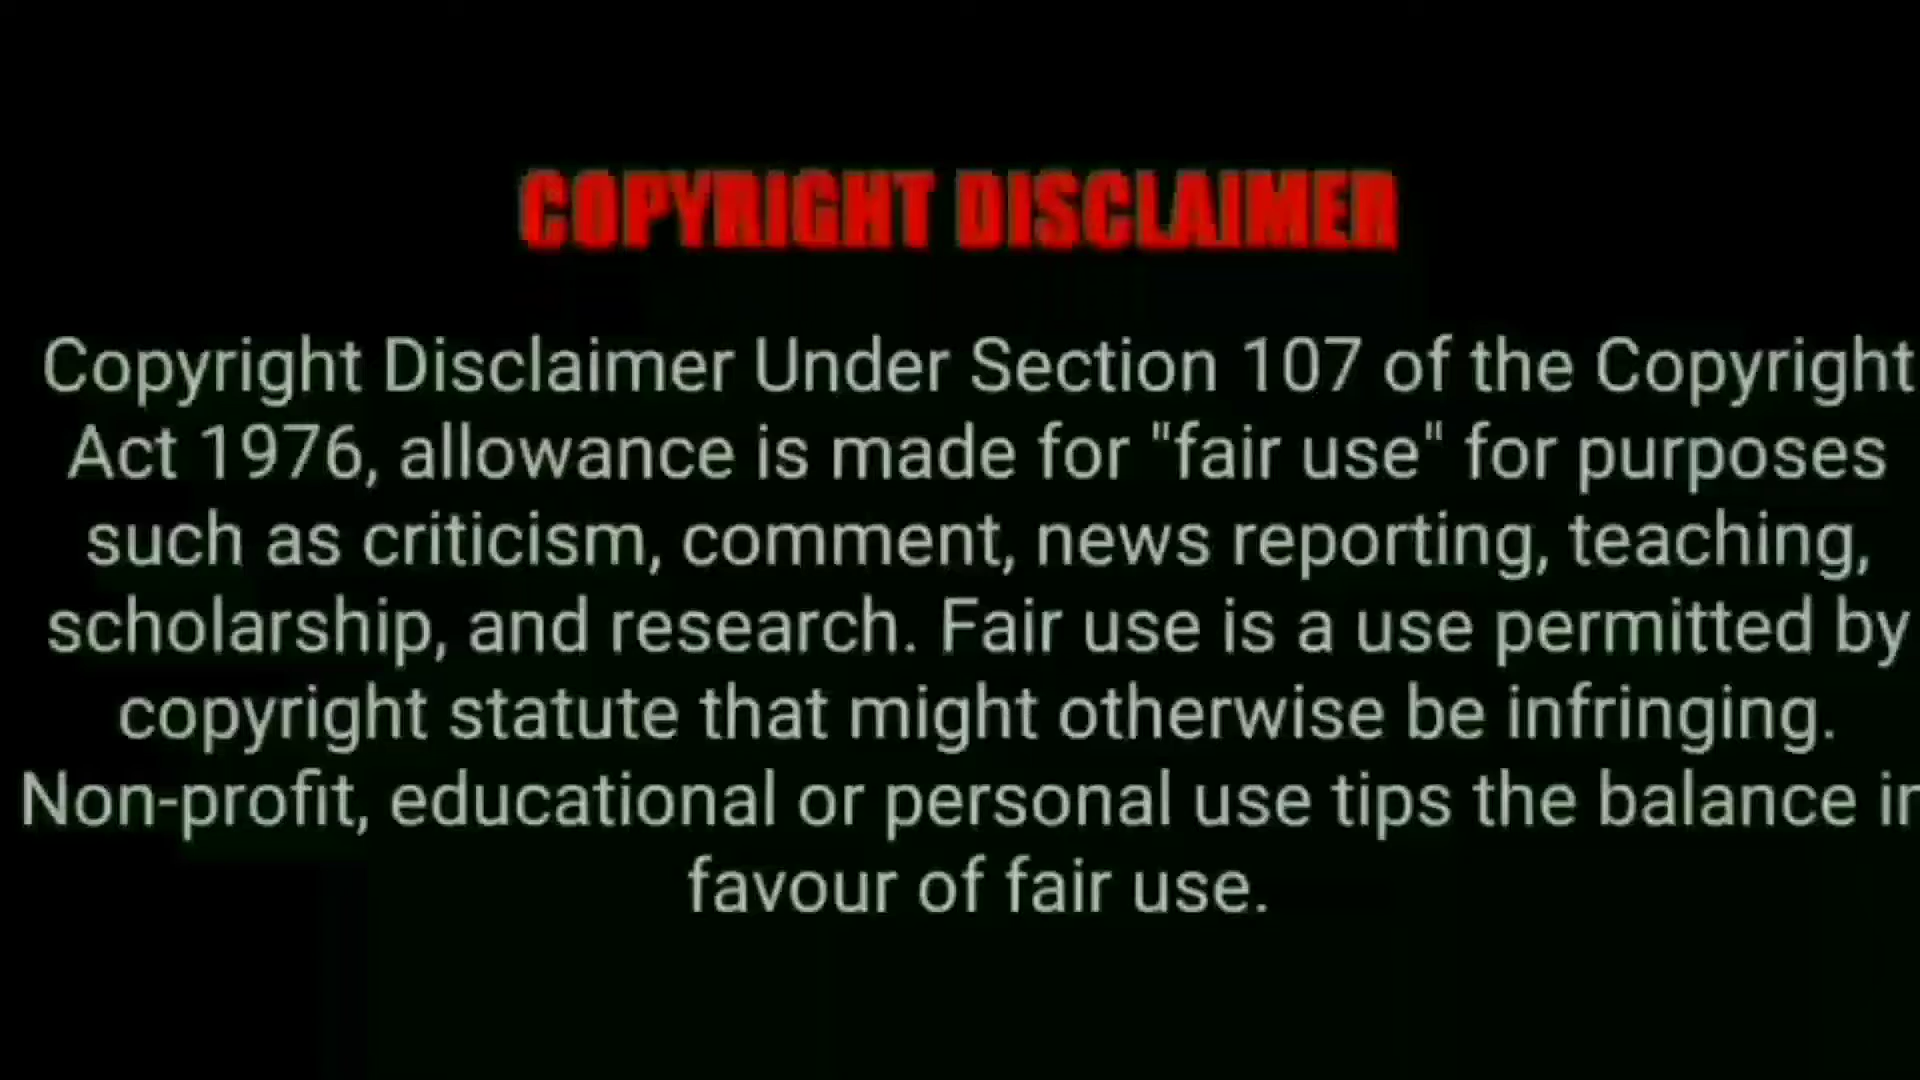 COPYRIGHT DISCLAIMER
Copyright Disclaimer Under Section 107 of the Copyright
Act 1976, allowance is made for "fair use" for purposes
such as criticism, comment, news reporting, teaching,
scholarship, and research. Fair use is a use permitted by
copyright statute that might otherwise be infringing.
Non-profit, educational or personal use tips the balance in
favour of fair use.